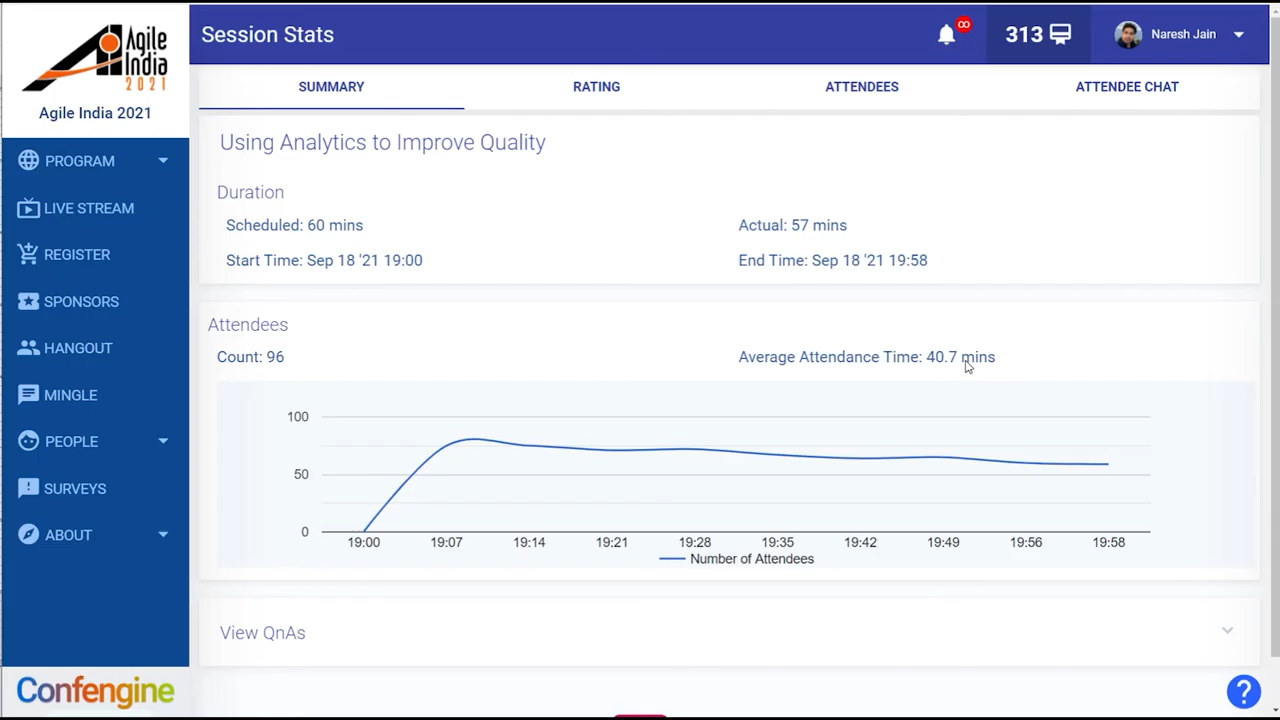 Agile
India
2021
Agile India 2021
PROGRAM
LIVE STREAM
REGISTER
SPONSORS
HANGOUT
MINGLE
PEOPLE
SURVEYS
ABOUT
Confengine
Session Stats
∞
313
Naresh Jain
SUMMARY RATING ATTENDEES ATTENDEE CHAT
Using Analytics to Improve Quality
Duration
Scheduled: 60 mins Actual: 57 mins
Start Time: Sep 18 '21 19:00 End Time: Sep 18 '21 19:58
Attendees
Count: 96 Average Attendance Time: 40.7 mins
100
50
0
19:00 19:07 19:14 19:21 19:28 19:35 19:42 19:49 19:56 19:58
Number of Attendees
View QnAs
?